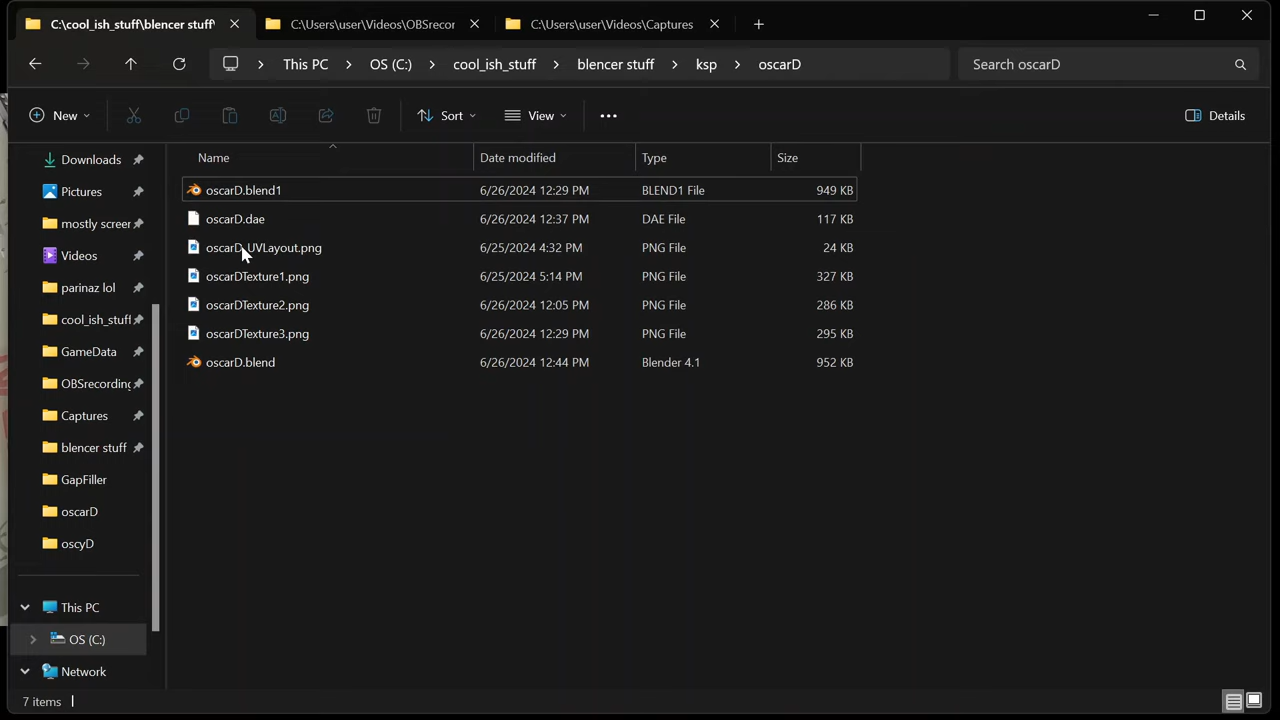 C:\cool_ish_stuff\blencer stuff\
C:\Users\user\Videos\OBSrecor
C:\Users\user\Videos\Captures
This PC > OS (C:) > cool_ish_stuff > blencer stuff > ksp > oscarD
Search oscarD
New
Sort
View
Details
Downloads
Pictures
mostly screer
Videos
parinaz lol
cool_ish_stuff
GameData
OBSrecording
Captures
blencer stuff
GapFiller
oscarD
oscyD
This PC
OS (C:)
Network
Name Date modified Type Size
oscarD.blend1 6/26/2024 12:29 PM BLEND1 File 949 KB
oscarD.dae 6/26/2024 12:37 PM DAE File 117 KB
oscarD_UVLayout.png 6/25/2024 4:32 PM PNG File 24 KB
oscarDTexture1.png 6/25/2024 5:14 PM PNG File 327 KB
oscarDTexture2.png 6/26/2024 12:05 PM PNG File 286 KB
oscarDTexture3.png 6/26/2024 12:29 PM PNG File 295 KB
oscarD.blend 6/26/2024 12:44 PM Blender 4.1 952 KB
7 items